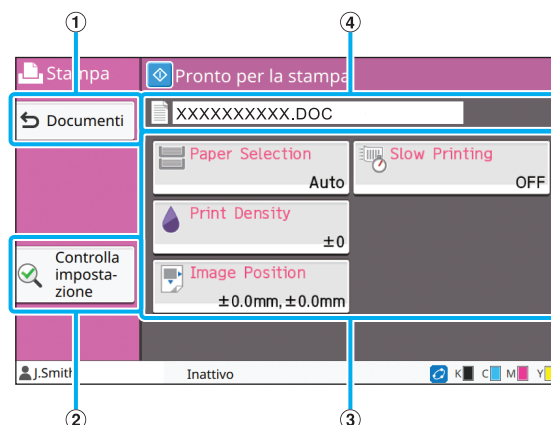 ① ④
Stampa Pronto per la stampa
Documenti XXXXXXXXXX.DOC
Paper Selection Slow Printing
Auto OFF
Print Density
±0
Controlla
imposta-
zione
Image Position
±0.0mm, ±0.0mm
J.Smith Inattivo K C M Y
② ③